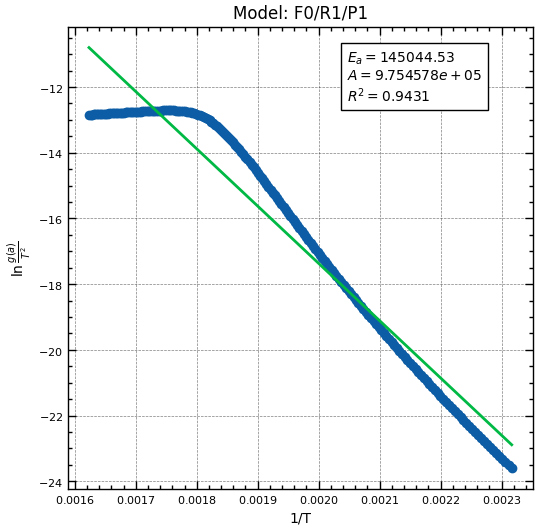 Model: F0/R1/P1
E_a = 145044.53
A = 9.754578e + 05
R^2 = 0.9431
ln g(a)/T^2
−12
−14
−16
−18
−20
−22
−24
0.0016 0.0017 0.0018 0.0019 0.0020 0.0021 0.0022 0.0023
1/T